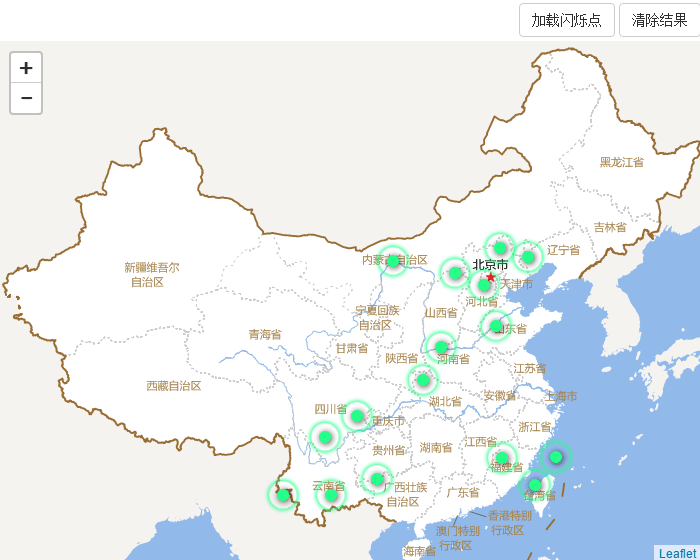 加载闪烁点
清除结果
+
−
黑龙江省
吉林省
辽宁省
内蒙古自治区
北京市
新疆维吾尔
自治区
天津市
河北省
宁夏回族
自治区
山西省
山东省
青海省
甘肃省
陕西省
河南省
江苏省
西藏自治区
安徽省
上海市
湖北省
四川省
重庆市
浙江省
江西省
湖南省
贵州省
福建省
云南省
广西壮族
自治区
广东省
台湾省
香港特别
行政区
澳门特别
行政区
海南省
Leaflet